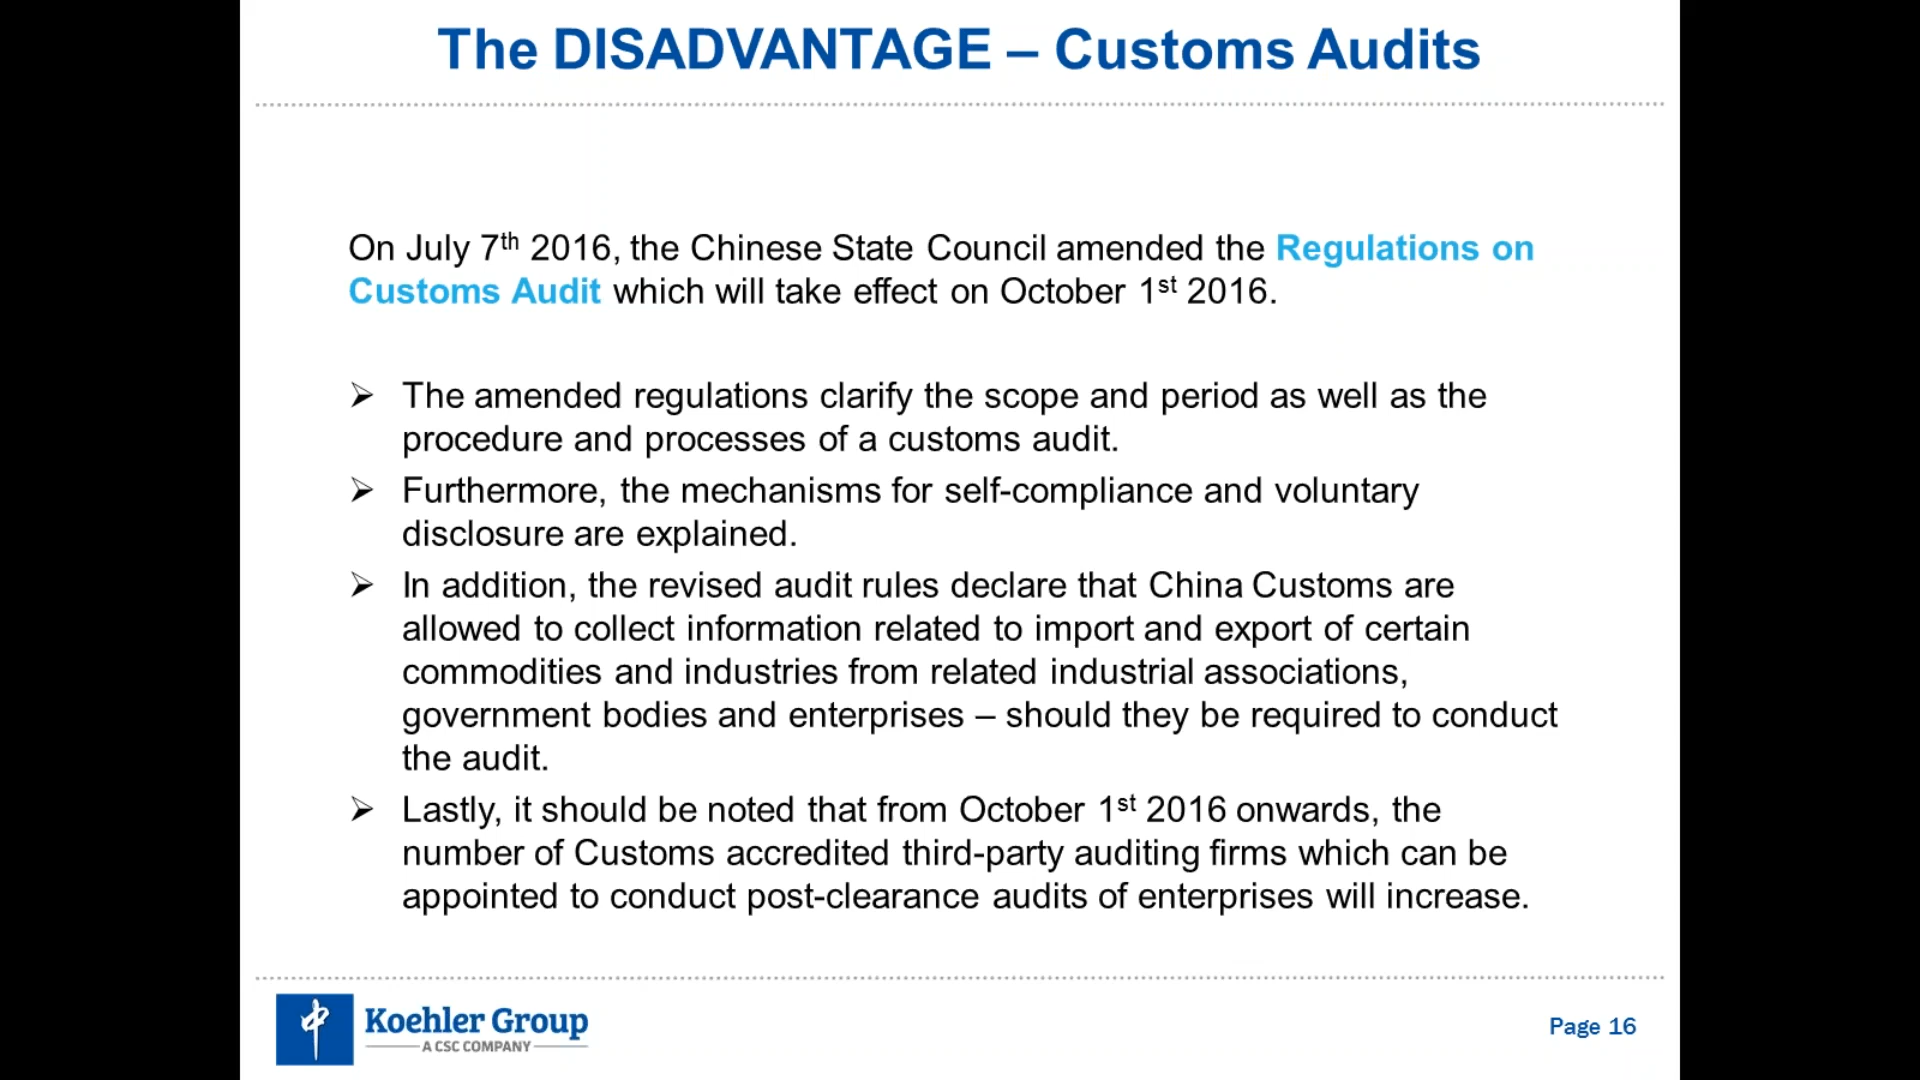 The DISADVANTAGE – Customs Audits
On July 7th 2016, the Chinese State Council amended the Regulations on
Customs Audit which will take effect on October 1st 2016.
➢ The amended regulations clarify the scope and period as well as the
procedure and processes of a customs audit.
➢ Furthermore, the mechanisms for self-compliance and voluntary
disclosure are explained.
➢ In addition, the revised audit rules declare that China Customs are
allowed to collect information related to import and export of certain
commodities and industries from related industrial associations,
government bodies and enterprises – should they be required to conduct
the audit.
➢ Lastly, it should be noted that from October 1st 2016 onwards, the
number of Customs accredited third-party auditing firms which can be
appointed to conduct post-clearance audits of enterprises will increase.
Koehler Group
A CSC COMPANY
Page 16